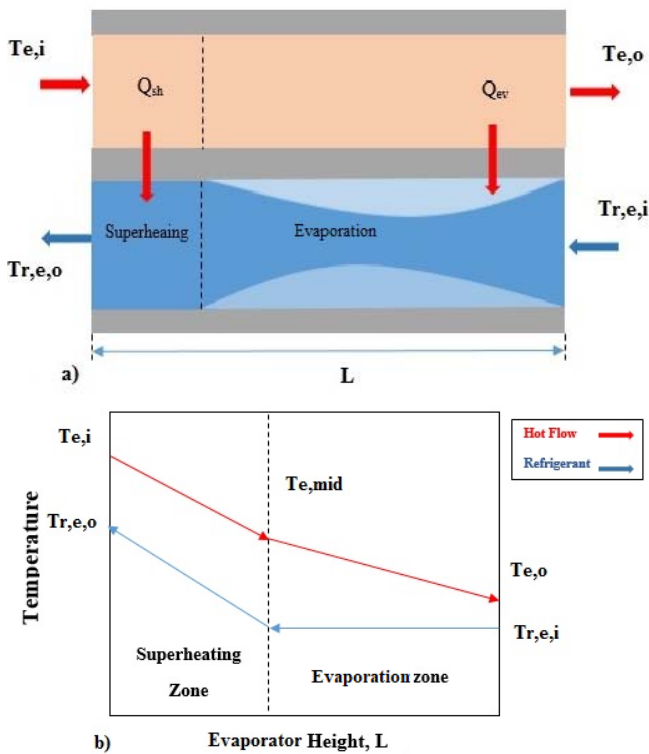 Te,i
Te,o
Qsh
Qev
Superheaing
Evaporation
Tr,e,i
Tr,e,o
a)
L
Te,i
Hot Flow
Refrigerant
Te,mid
Tr,e,o
Temperature
Te,o
Tr,e,i
Superheating
Zone
Evaporation zone
b)
Evaporator Height, L